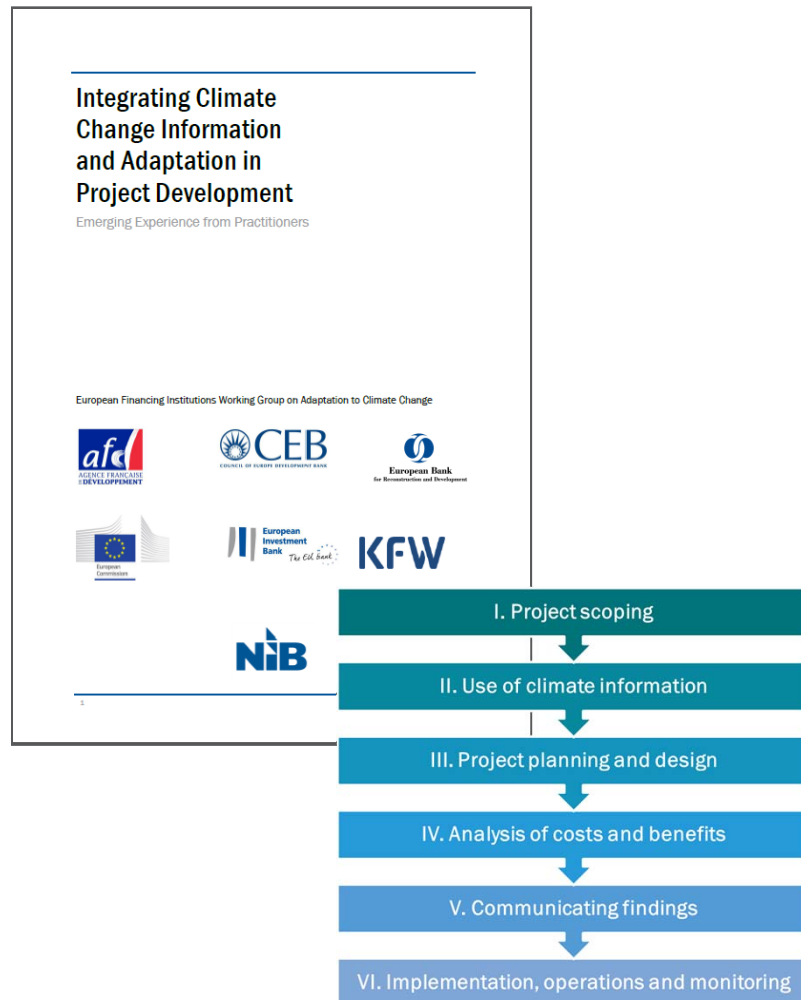 Integrating Climate
Change Information
and Adaptation in
Project Development
Emerging Experience from Practitioners
European Financing Institutions Working Group on Adaptation to Climate Change
afd
AGENCE FRANÇAISE
DE DÉVELOPPEMENT
CEB
COUNCIL OF EUROPE DEVELOPMENT BANK
European Bank
for Reconstruction and Development
European
Commission
European
Investment
Bank
The EU bank
KFW
NIB
1
I. Project scoping
II. Use of climate information
III. Project planning and design
IV. Analysis of costs and benefits
V. Communicating findings
VI. Implementation, operations and monitoring